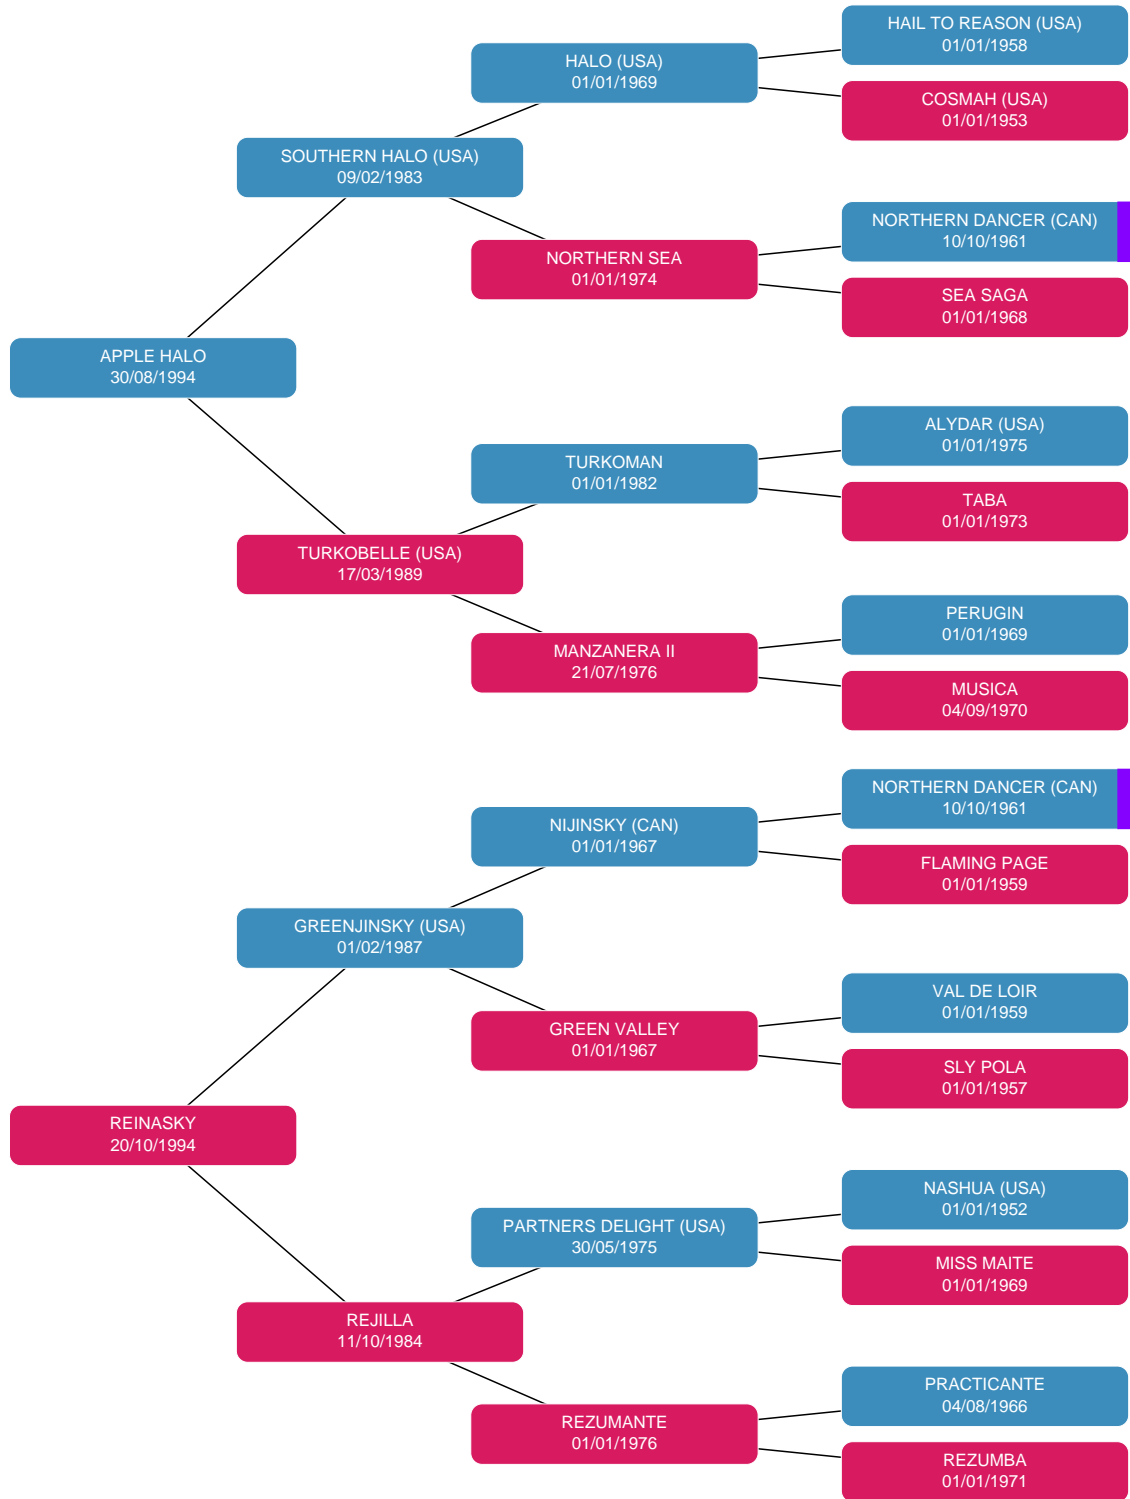 HAIL TO REASON (USA)
01/01/1958
HALO (USA)
01/01/1969
COSMAH (USA)
01/01/1953
SOUTHERN HALO (USA)
09/02/1983
NORTHERN DANCER (CAN)
10/10/1961
NORTHERN SEA
01/01/1974
SEA SAGA
01/01/1968
APPLE HALO
30/08/1994
ALYDAR (USA)
01/01/1975
TURKOMAN
01/01/1982
TABA
01/01/1973
TURKOBELLE (USA)
17/03/1989
PERUGIN
01/01/1969
MANZANERA II
21/07/1976
MUSICA
04/09/1970
NORTHERN DANCER (CAN)
10/10/1961
NIJINSKY (CAN)
01/01/1967
FLAMING PAGE
01/01/1959
GREENJINSKY (USA)
01/02/1987
VAL DE LOIR
01/01/1959
GREEN VALLEY
01/01/1967
SLY POLA
01/01/1957
REINASKY
20/10/1994
NASHUA (USA)
01/01/1952
PARTNERS DELIGHT (USA)
30/05/1975
MISS MAITE
01/01/1969
REJILLA
11/10/1984
PRACTICANTE
04/08/1966
REZUMANTE
01/01/1976
REZUMBA
01/01/1971